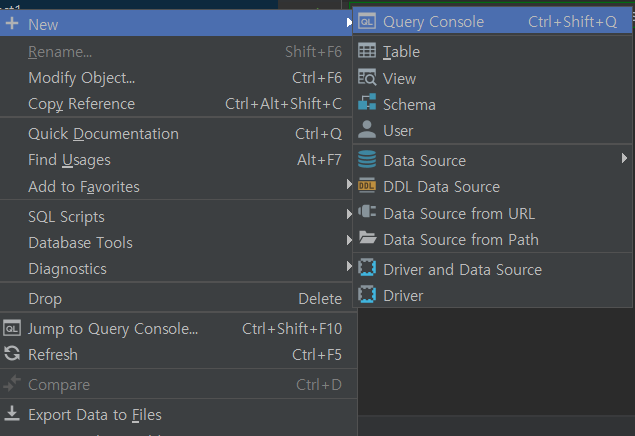 New
Rename... Shift+F6
Modify Object... Ctrl+F6
Copy Reference Ctrl+Alt+Shift+C
Quick Documentation Ctrl+Q
Find Usages Alt+F7
Add to Favorites
SQL Scripts
Database Tools
Diagnostics
Drop Delete
QL Jump to Query Console... Ctrl+Shift+F10
Refresh Ctrl+F5
Compare Ctrl+D
Export Data to Files
QL Query Console Ctrl+Shift+Q
Table
View
Schema
User
Data Source
DDL DDL Data Source
Data Source from URL
Data Source from Path
Driver and Data Source
Driver